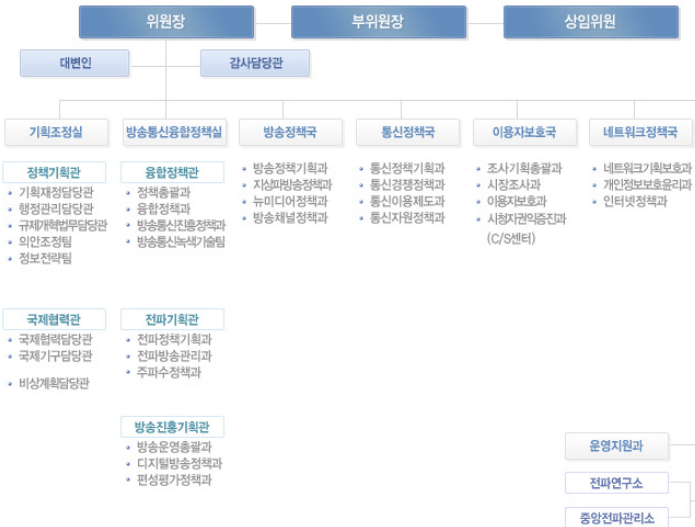 위원장
부위원장
상임위원
대변인
감사담당관
기획조정실
방송통신융합정책실
방송정책국
통신정책국
이용자보호국
네트워크정책국
정책기획관
기획재정담당관
행정관리담당관
규제개혁법무담당관
의안조정팀
정보전략팀
국제협력관
국제협력담당관
국제기구담당관
비상계획담당관
융합정책관
정책총괄과
융합정책과
방송통신진흥정책과
방송통신녹색기술팀
전파기획관
전파정책기획과
전파방송관리과
주파수정책과
방송진흥기획관
방송운영총괄과
디지털방송정책과
편성평가정책과
방송정책기획과
지상파방송정책과
뉴미디어정책과
방송채널정책과
통신정책기획과
통신경쟁정책과
통신이용제도과
통신자원정책과
조사기획총괄과
시장조사과
이용자보호과
시청자권익증진과
(C/S센터)
네트워크기획보호과
개인정보보호윤리과
인터넷정책과
운영지원과
전파연구소
중앙전파관리소